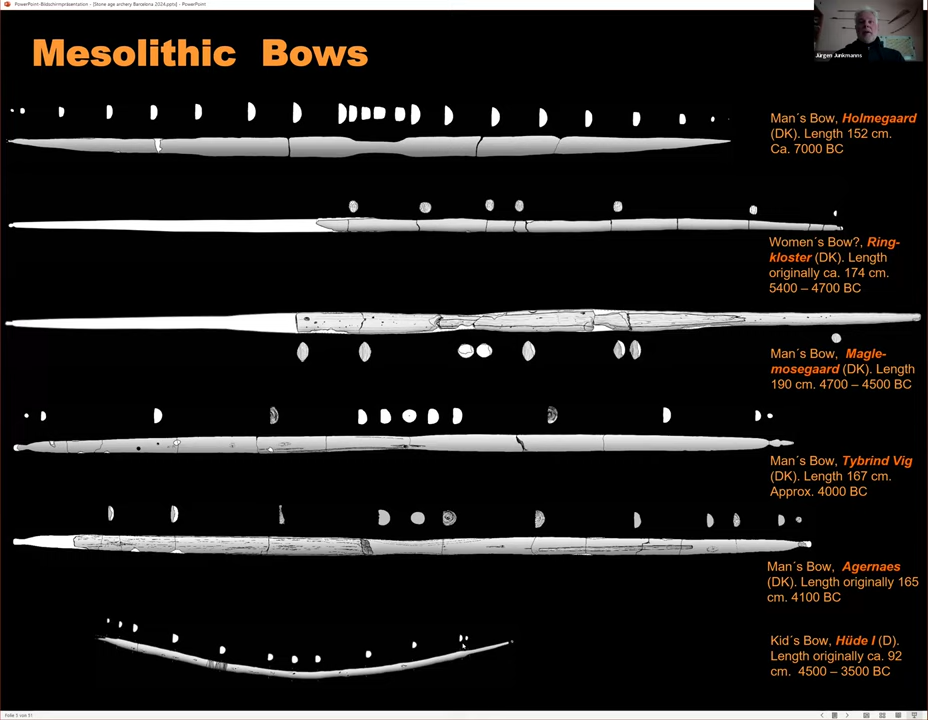 PowerPoint-Bildschirmpräsentation - [Stone age archery Barcelona 2024.pptx] - PowerPoint
Jürgen Junkmanns
Mesolithic Bows
Man´s Bow, Holmegaard
(DK). Length 152 cm.
Ca. 7000 BC
Women´s Bow?, Ring-
kloster (DK). Length
originally ca. 174 cm.
5400 – 4700 BC
Man´s Bow, Magle-
mosegaard (DK). Length
190 cm. 4700 – 4500 BC
Man´s Bow, Tybrind Vig
(DK). Length 167 cm.
Approx. 4000 BC
Man´s Bow, Agernaes
(DK). Length originally 165
cm. 4100 BC
Kid´s Bow, Hüde I (D).
Length originally ca. 92
cm. 4500 – 3500 BC